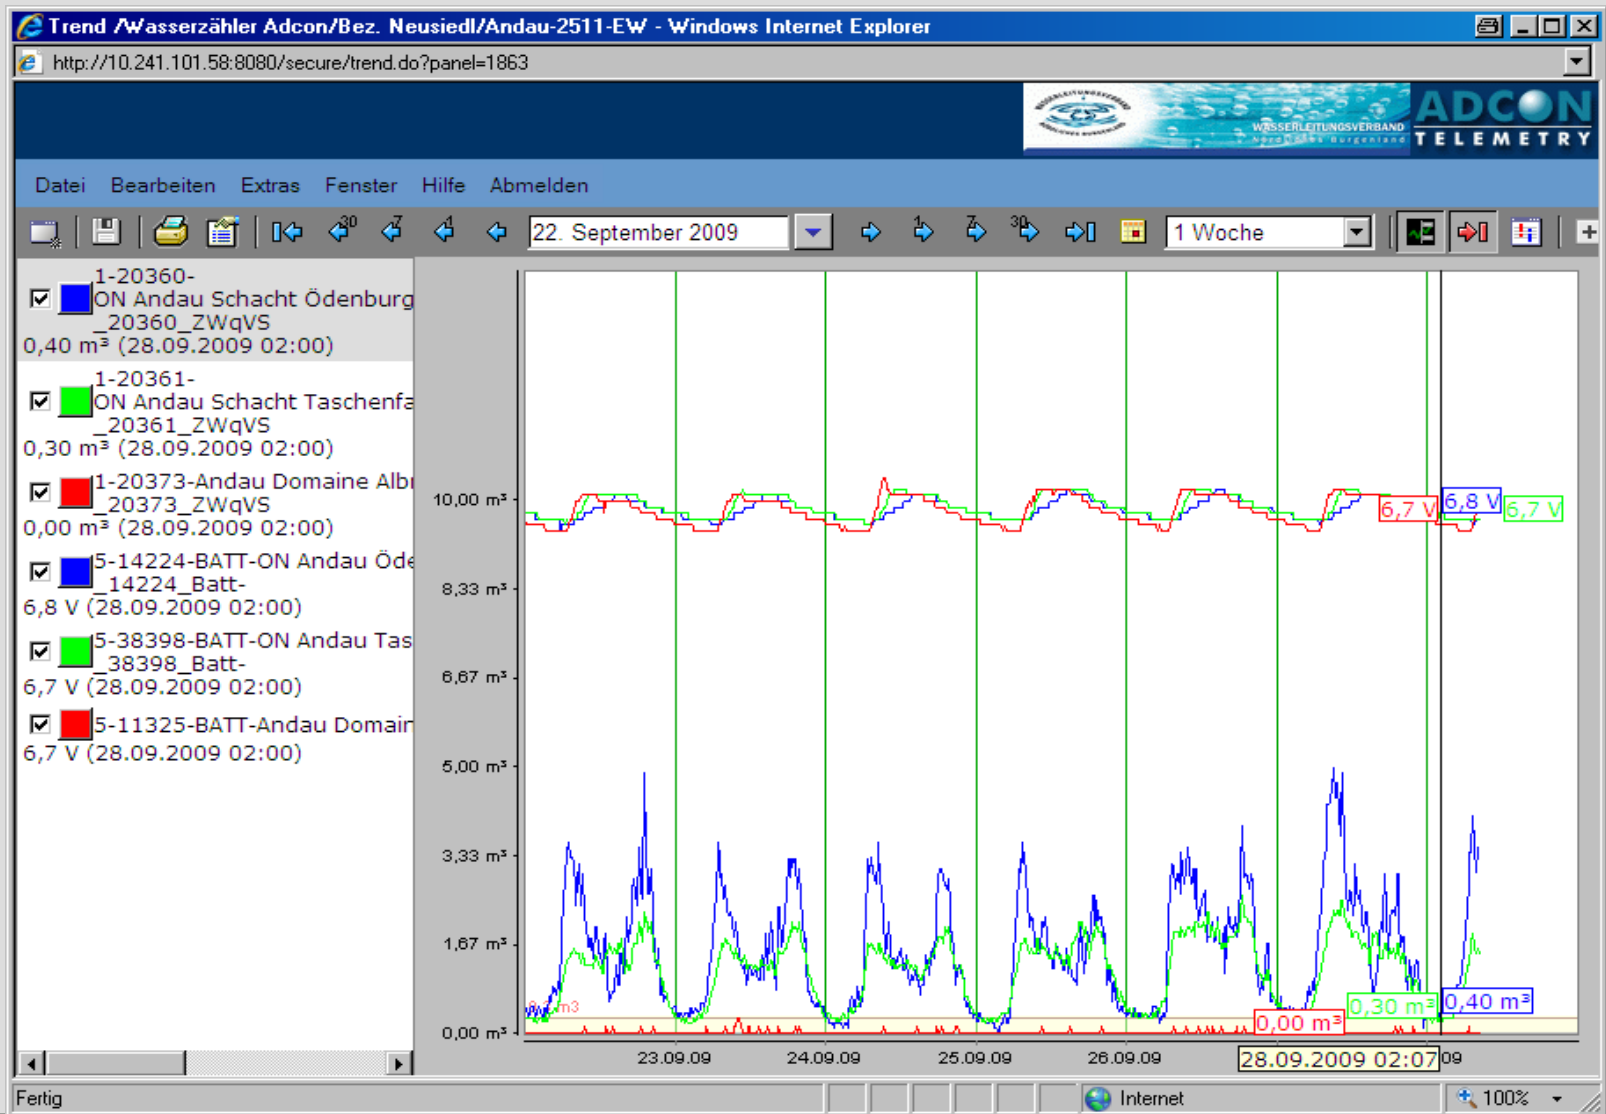 Trend /Wasserzähler Adcon/Bez. Neusiedl/Andau-2511-EW - Windows Internet Explorer
http://10.241.101.58:8080/secure/trend.do?panel=1863
WASSERLEITUNGSVERBAND
Nördliches Burgenland
ADCON
TELEMETRY
Datei Bearbeiten Extras Fenster Hilfe Abmelden
30 7 1 22. September 2009 1 7 30 1 Woche
1-20360-
ON Andau Schacht Ödenburg
_20360_ZWqVS
0,40 m³ (28.09.2009 02:00)
1-20361-
ON Andau Schacht Taschenfa
_20361_ZWqVS
0,30 m³ (28.09.2009 02:00)
1-20373-Andau Domaine Alb
_20373_ZWqVS
0,00 m³ (28.09.2009 02:00)
5-14224-BATT-ON Andau Öde
_14224_Batt-
6,8 V (28.09.2009 02:00)
5-38398-BATT-ON Andau Tas
_38398_Batt-
6,7 V (28.09.2009 02:00)
5-11325-BATT-Andau Domain
6,7 V (28.09.2009 02:00)
10,00 m³
8,33 m³
6,67 m³
5,00 m³
3,33 m³
1,67 m³
0,00 m³
6,7 V
6,8 V
6,7 V
m3
0,00 m³
0,30 m³
0,40 m³
23.09.09 24.09.09 25.09.09 26.09.09 28.09.2009 02:07 09
Fertig Internet 100%